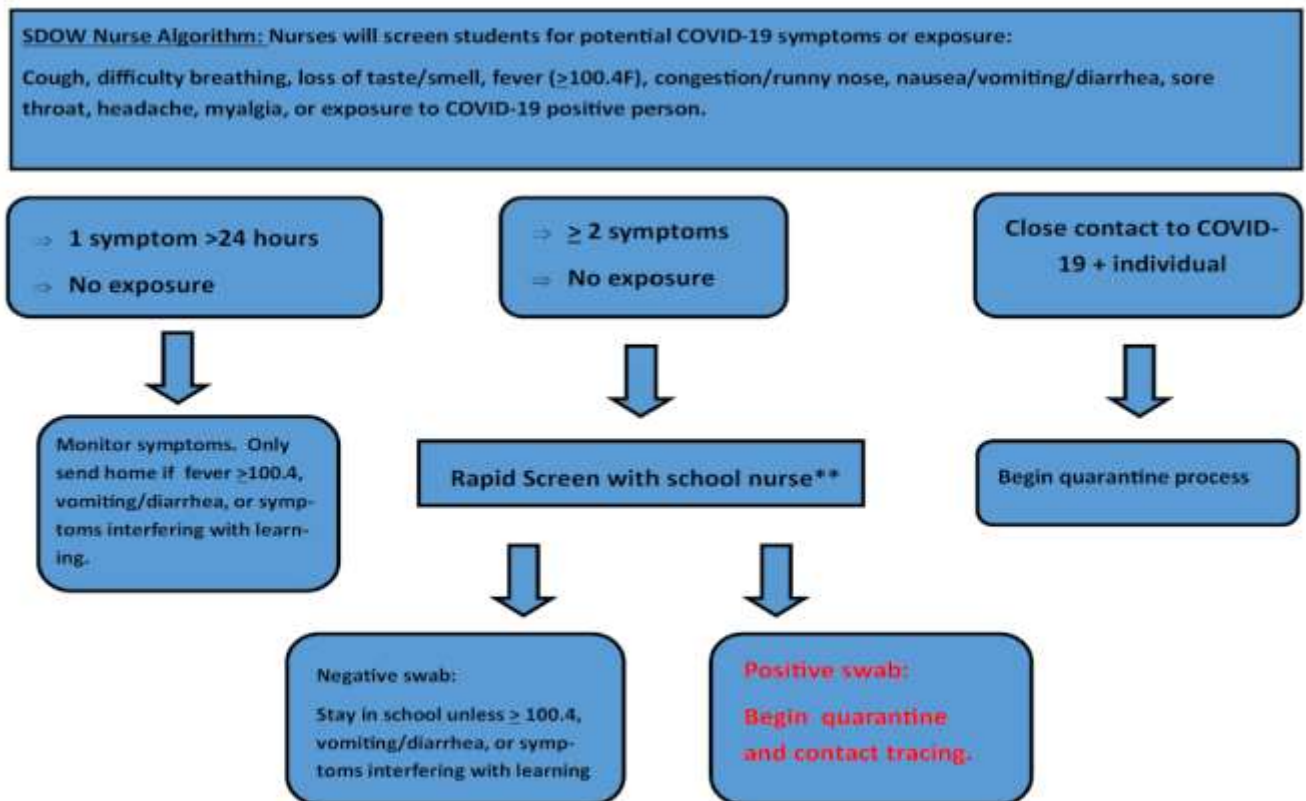 SDOW Nurse Algorithm: Nurses will screen students for potential COVID-19 symptoms or exposure:
Cough, difficulty breathing, loss of taste/smell, fever (≥100.4F), congestion/runny nose, nausea/vomiting/diarrhea, sore
throat, headache, myalgia, or exposure to COVID-19 positive person.
⇒ 1 symptom >24 hours
⇒ No exposure
⇒ ≥ 2 symptoms
⇒ No exposure
Close contact to COVID-
19 + individual
Monitor symptoms. Only
send home if fever ≥100.4,
vomiting/diarrhea, or symp-
toms interfering with learn-
ing.
Rapid Screen with school nurse**
Begin quarantine process
Negative swab:
Stay in school unless ≥ 100.4,
vomiting/diarrhea, or symp-
toms interfering with learning
Positive swab:
Begin quarantine
and contact tracing.